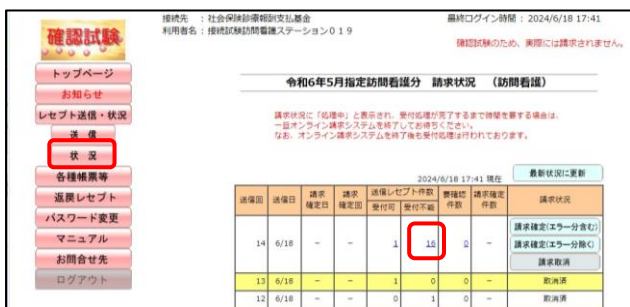 接続先 ：社会保険診療報酬支払基金
利用者名：接続試験訪問看護ステーション０１９
最終ログイン時間：2024/6/18 17:41
確認試験のため、実際には請求されません。
確認試験
トップページ
お知らせ
レセプト送信・状況
送 信
状 況
各種帳票等
返戻レセプト
パスワード変更
マニュアル
お問合せ先
ログアウト
令和6年5月指定訪問看護分 請求状況 （訪問看護）
請求状況に「処理中」と表示され、受付処理が完了するまで時間を要する場合は、
一旦オンライン請求システムを終了してお待ちください。
なお、オンライン請求システムを終了後も受付処理は行われております。
2024/6/18 17:41 現在
最新状況に更新
送信回 送信日 請求確定日 請求確定回 送信レセプト件数 受付可 受付不能 要確認件数 請求確定件数 請求状況
14 6/18 － － 1 16 0 － 請求確定(エラー分含む)
請求確定(エラー分除く)
請求取消
13 6/18 － － 1 0 0 － 取消済
12 6/18 － － 0 1 0 － 取消済